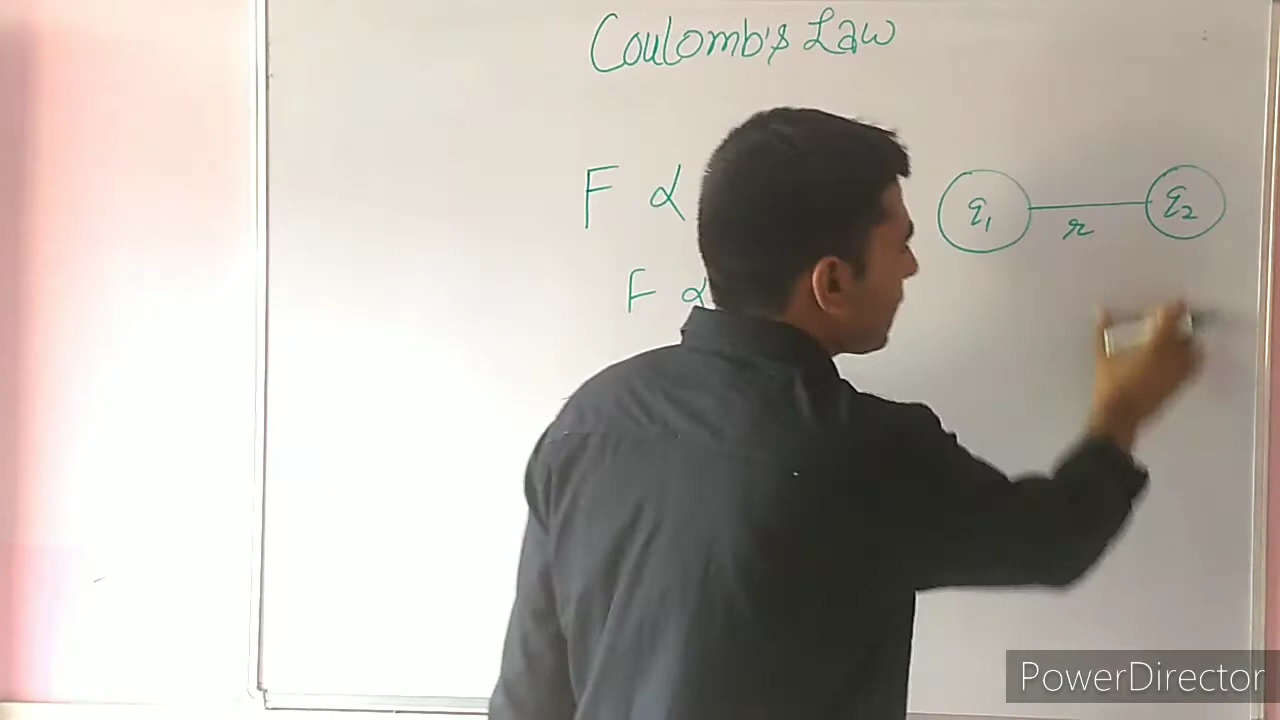 Coulomb's Law
F α
q1 r q2
F α
PowerDirector